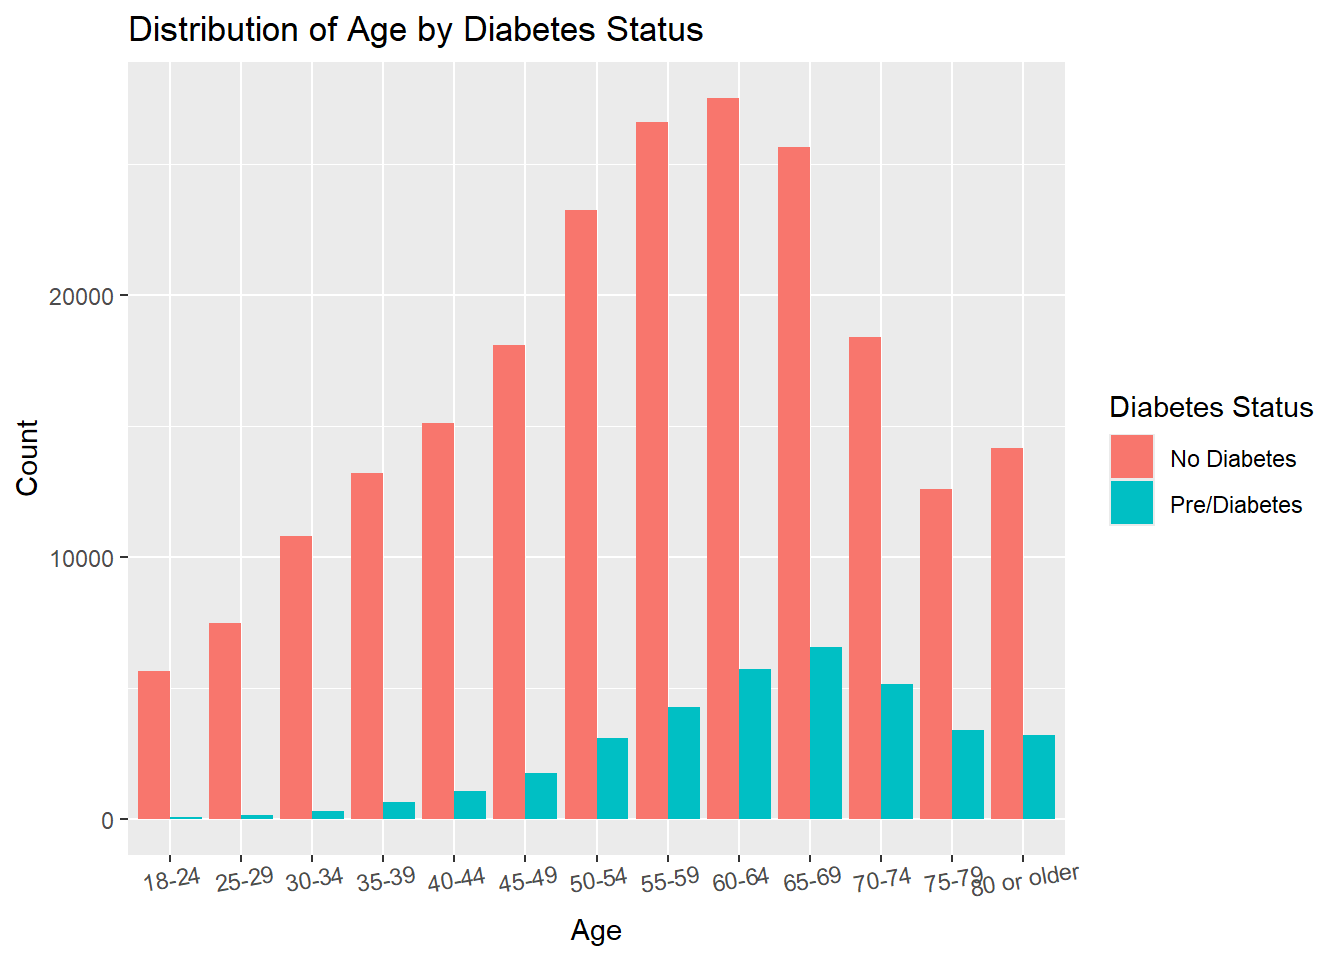 Distribution of Age by Diabetes Status
Count
20000
10000
0
18-24 25-29 30-34 35-39 40-44 45-49 50-54 55-59 60-64 65-69 70-74 75-79 80 or older
Age
Diabetes Status
No Diabetes
Pre/Diabetes